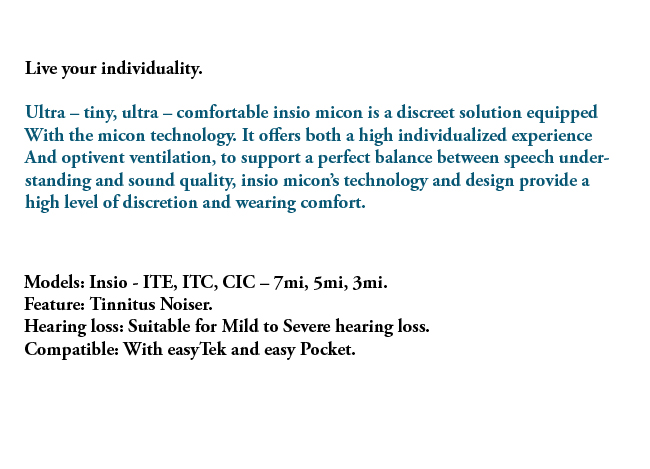 Live your individuality.
Ultra – tiny, ultra – comfortable insio micon is a discreet solution equipped
With the micon technology. It offers both a high individualized experience
And optivent ventilation, to support a perfect balance between speech under-
standing and sound quality, insio micon’s technology and design provide a
high level of discretion and wearing comfort.
Models: Insio - ITE, ITC, CIC – 7mi, 5mi, 3mi.
Feature: Tinnitus Noiser.
Hearing loss: Suitable for Mild to Severe hearing loss.
Compatible: With easyTek and easy Pocket.